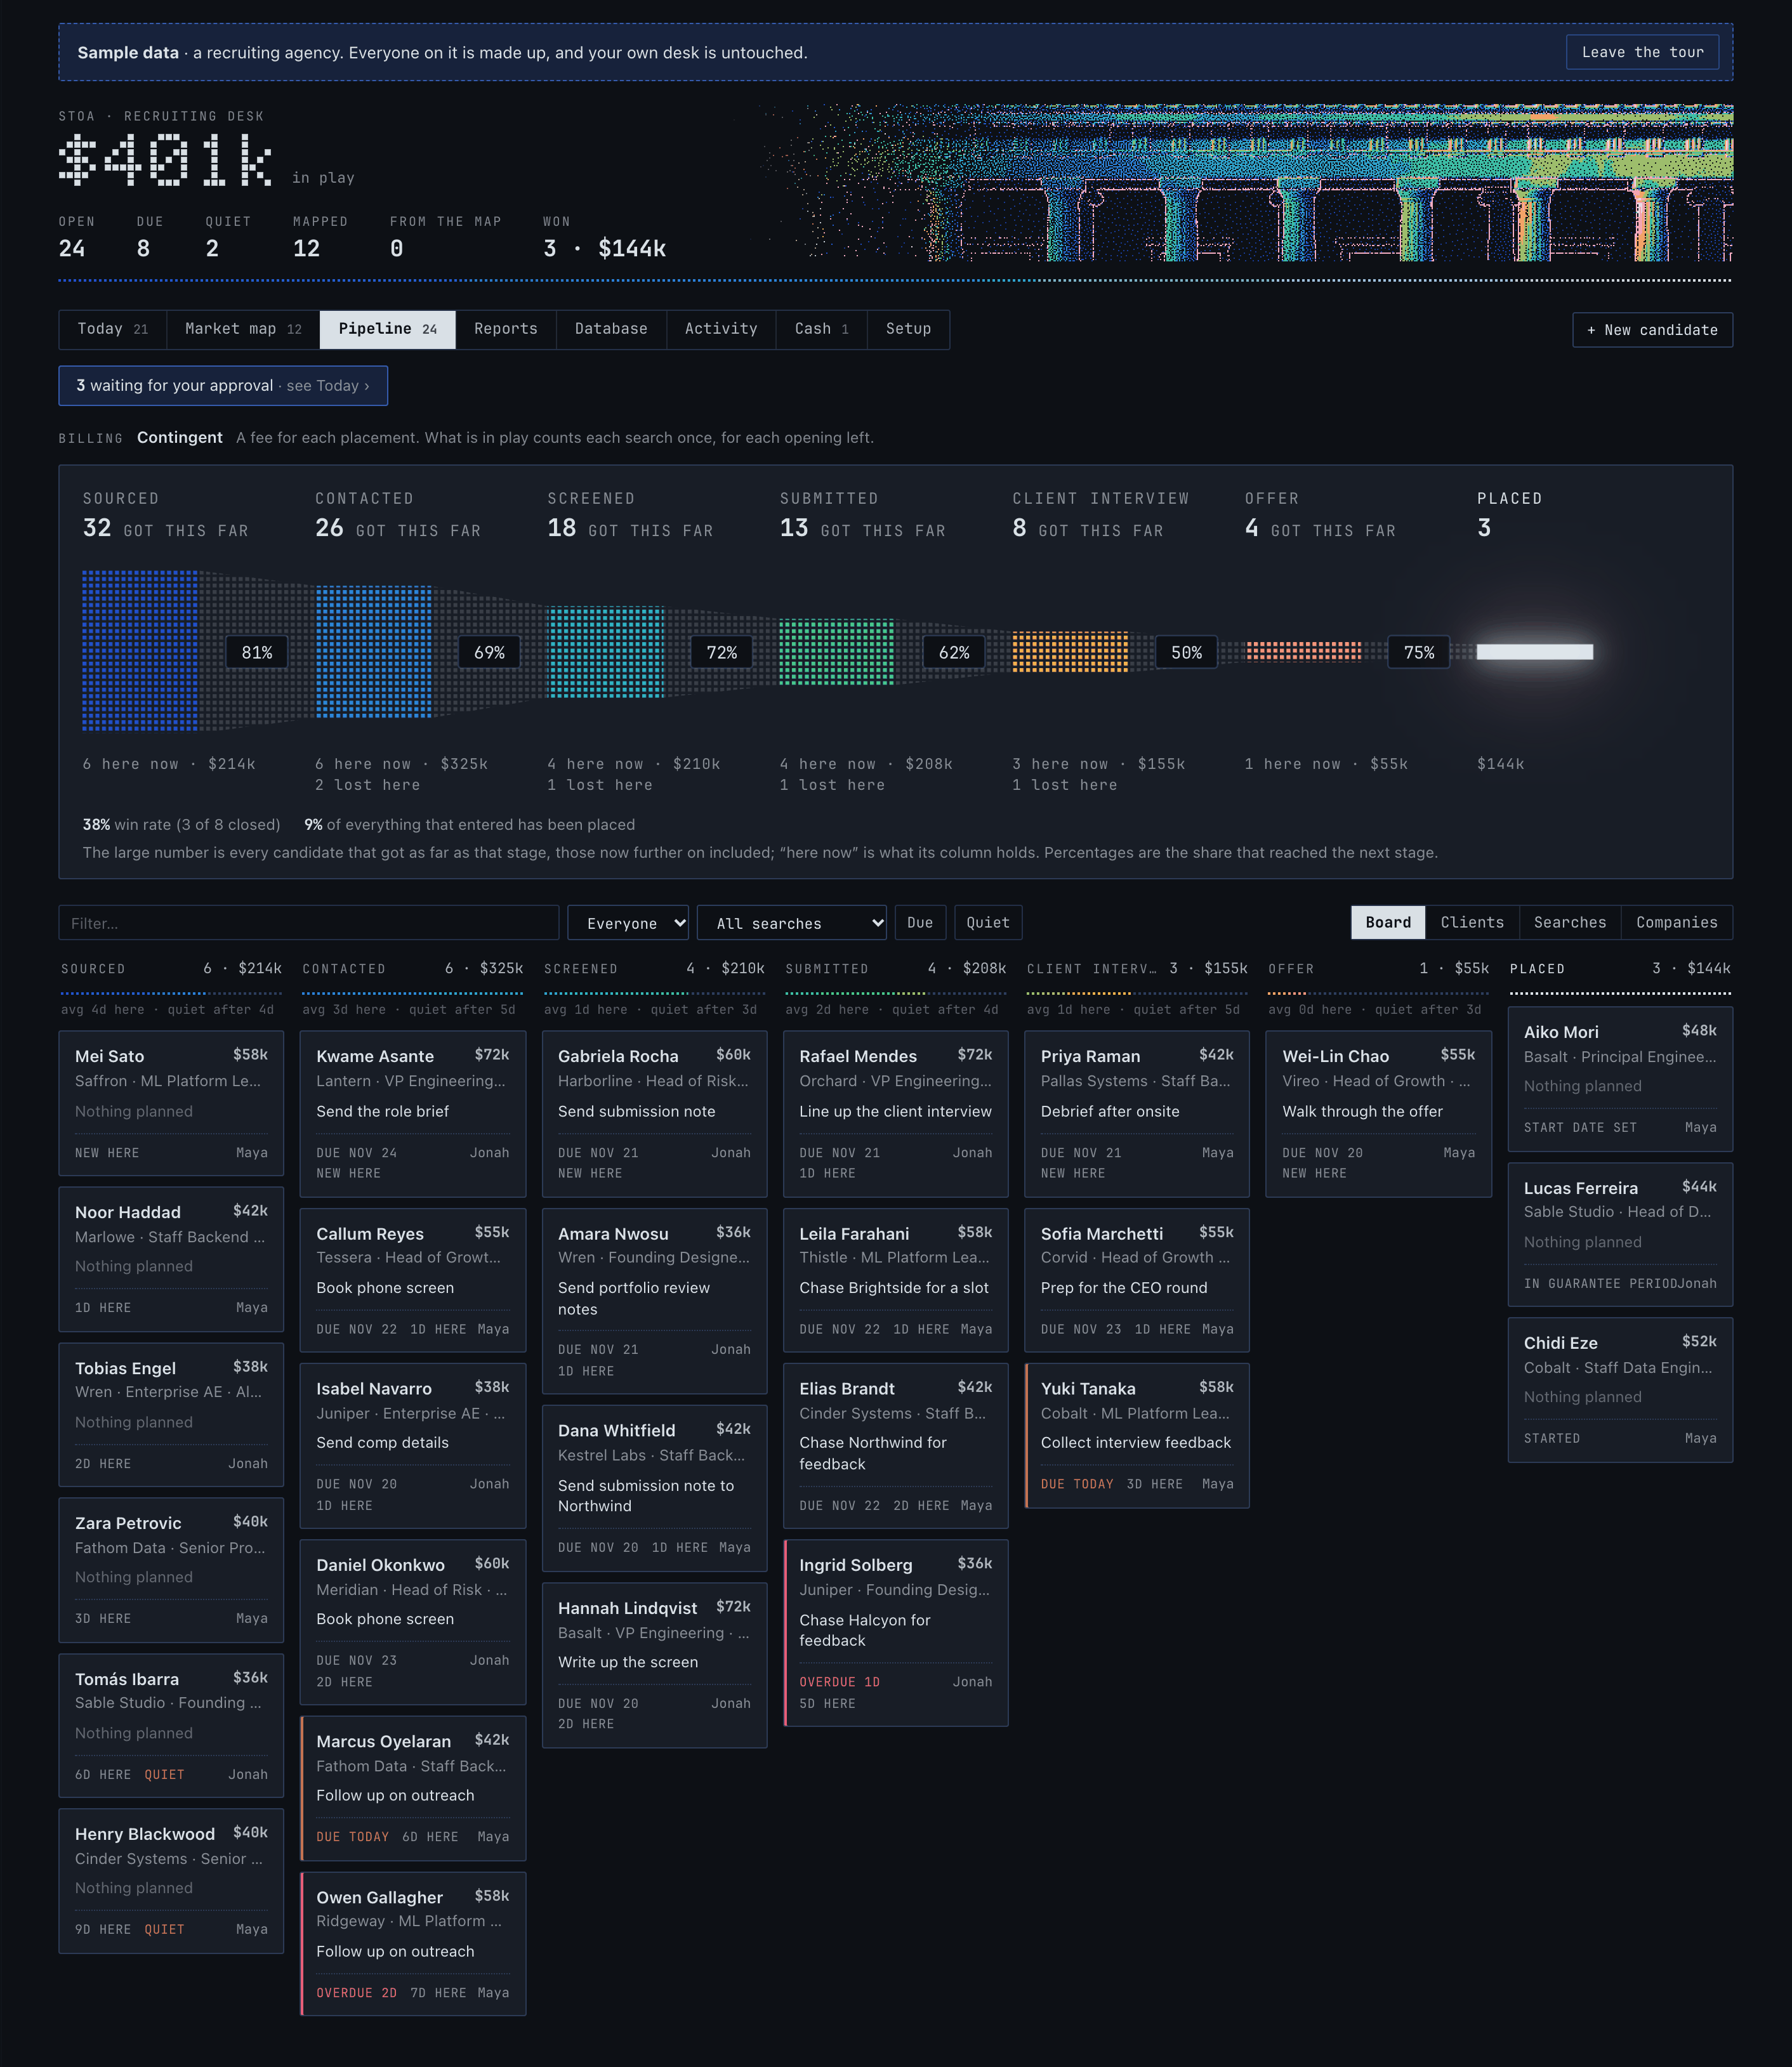 Sample data · a recruiting agency. Everyone on it is made up, and your own desk is untouched.
Leave the tour
STOA · RECRUITING DESK
$401k in play
OPEN DUE QUIET MAPPED FROM THE MAP WON
24 8 2 12 0 3 · $144k
Today 21 Market map 12 Pipeline 24 Reports Database Activity Cash 1 Setup
+ New candidate
3 waiting for your approval · see Today ›
BILLING Contingent A fee for each placement. What is in play counts each search once, for each opening left.
SOURCED CONTACTED SCREENED SUBMITTED CLIENT INTERVIEW OFFER PLACED
32 GOT THIS FAR 26 GOT THIS FAR 18 GOT THIS FAR 13 GOT THIS FAR 8 GOT THIS FAR 4 GOT THIS FAR 3
81% 69% 72% 62% 50% 75%
6 here now · $214k 6 here now · $325k 4 here now · $210k 4 here now · $208k 3 here now · $155k 1 here now · $55k $144k
2 lost here 1 lost here 1 lost here 1 lost here
38% win rate (3 of 8 closed) 9% of everything that entered has been placed
The large number is every candidate that got as far as that stage, those now further on included; “here now” is what its column holds. Percentages are the share that reached the next stage.
Filter... Everyone All searches Due Quiet
Board Clients Searches Companies
SOURCED 6 · $214k
avg 4d here · quiet after 4d
Mei Sato $58k
Saffron · ML Platform Le...
Nothing planned
NEW HERE Maya
Noor Haddad $42k
Marlowe · Staff Backend ...
Nothing planned
1D HERE Maya
Tobias Engel $38k
Wren · Enterprise AE · Al...
Nothing planned
2D HERE Jonah
Zara Petrovic $40k
Fathom Data · Senior Pro...
Nothing planned
3D HERE Maya
Tomás Ibarra $36k
Sable Studio · Founding ...
Nothing planned
6D HERE QUIET Jonah
Henry Blackwood $40k
Cinder Systems · Senior ...
Nothing planned
9D HERE QUIET Maya
CONTACTED 6 · $325k
avg 3d here · quiet after 5d
Kwame Asante $72k
Lantern · VP Engineering...
Send the role brief
DUE NOV 24 Jonah
NEW HERE
Callum Reyes $55k
Tessera · Head of Growt...
Book phone screen
DUE NOV 22 1D HERE Maya
Isabel Navarro $38k
Juniper · Enterprise AE · ...
Send comp details
DUE NOV 20 Jonah
1D HERE
Daniel Okonkwo $60k
Meridian · Head of Risk · ...
Book phone screen
DUE NOV 23 Jonah
2D HERE
Marcus Oyelaran $42k
Fathom Data · Staff Back...
Follow up on outreach
DUE TODAY 6D HERE Maya
Owen Gallagher $58k
Ridgeway · ML Platform ...
Follow up on outreach
OVERDUE 2D 7D HERE Maya
SCREENED 4 · $210k
avg 1d here · quiet after 3d
Gabriela Rocha $60k
Harborline · Head of Risk...
Send submission note
DUE NOV 21 Jonah
NEW HERE
Amara Nwosu $36k
Wren · Founding Designe...
Send portfolio review
notes
DUE NOV 21 Jonah
1D HERE
Dana Whitfield $42k
Kestrel Labs · Staff Back...
Send submission note to
Northwind
DUE NOV 20 1D HERE Maya
Hannah Lindqvist $72k
Basalt · VP Engineering · ...
Write up the screen
DUE NOV 20 Jonah
2D HERE
SUBMITTED 4 · $208k
avg 2d here · quiet after 4d
Rafael Mendes $72k
Orchard · VP Engineering...
Line up the client interview
DUE NOV 21 Jonah
1D HERE
Leila Farahani $58k
Thistle · ML Platform Lea...
Chase Brightside for a slot
DUE NOV 22 1D HERE Maya
Elias Brandt $42k
Cinder Systems · Staff B...
Chase Northwind for
feedback
DUE NOV 22 2D HERE Maya
Ingrid Solberg $36k
Juniper · Founding Desig...
Chase Halcyon for
feedback
OVERDUE 1D Jonah
5D HERE
CLIENT INTERV… 3 · $155k
avg 1d here · quiet after 5d
Priya Raman $42k
Pallas Systems · Staff Ba...
Debrief after onsite
DUE NOV 21 Maya
NEW HERE
Sofia Marchetti $55k
Corvid · Head of Growth ...
Prep for the CEO round
DUE NOV 23 1D HERE Maya
Yuki Tanaka $58k
Cobalt · ML Platform Lea...
Collect interview feedback
DUE TODAY 3D HERE Maya
OFFER 1 · $55k
avg 0d here · quiet after 3d
Wei-Lin Chao $55k
Vireo · Head of Growth · ...
Walk through the offer
DUE NOV 20 Maya
NEW HERE
PLACED 3 · $144k
Aiko Mori $48k
Basalt · Principal Enginee...
Nothing planned
START DATE SET Maya
Lucas Ferreira $44k
Sable Studio · Head of D...
Nothing planned
IN GUARANTEE PERIOD Jonah
Chidi Eze $52k
Cobalt · Staff Data Engin...
Nothing planned
STARTED Maya